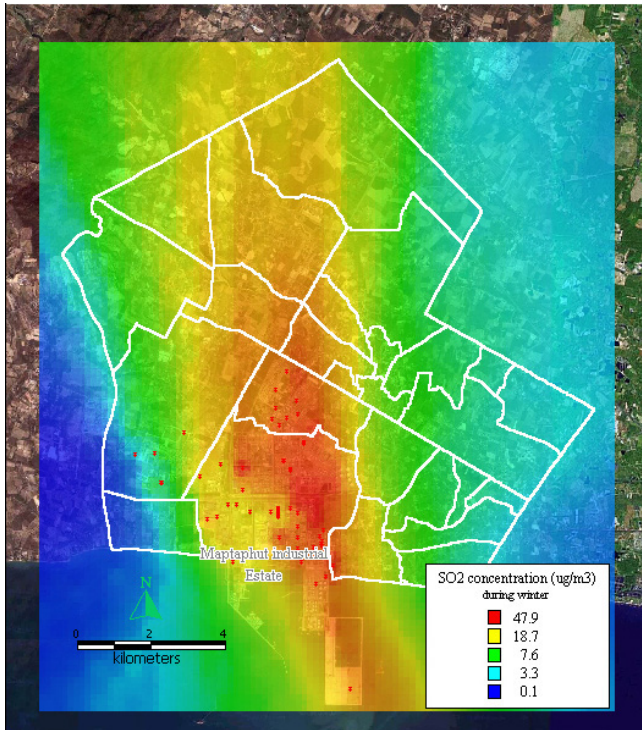 Maptaphut industrial
Estate
N
0 2 4
kilometers
SO2 concentration (ug/m3)
during winter
47.9
18.7
7.6
3.3
0.1